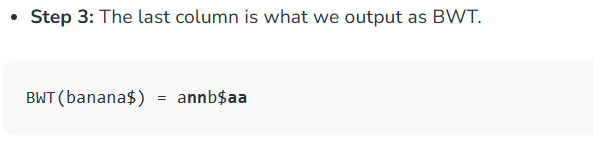 • Step 3: The last column is what we output as BWT.
BWT(banana$) = annb$aa